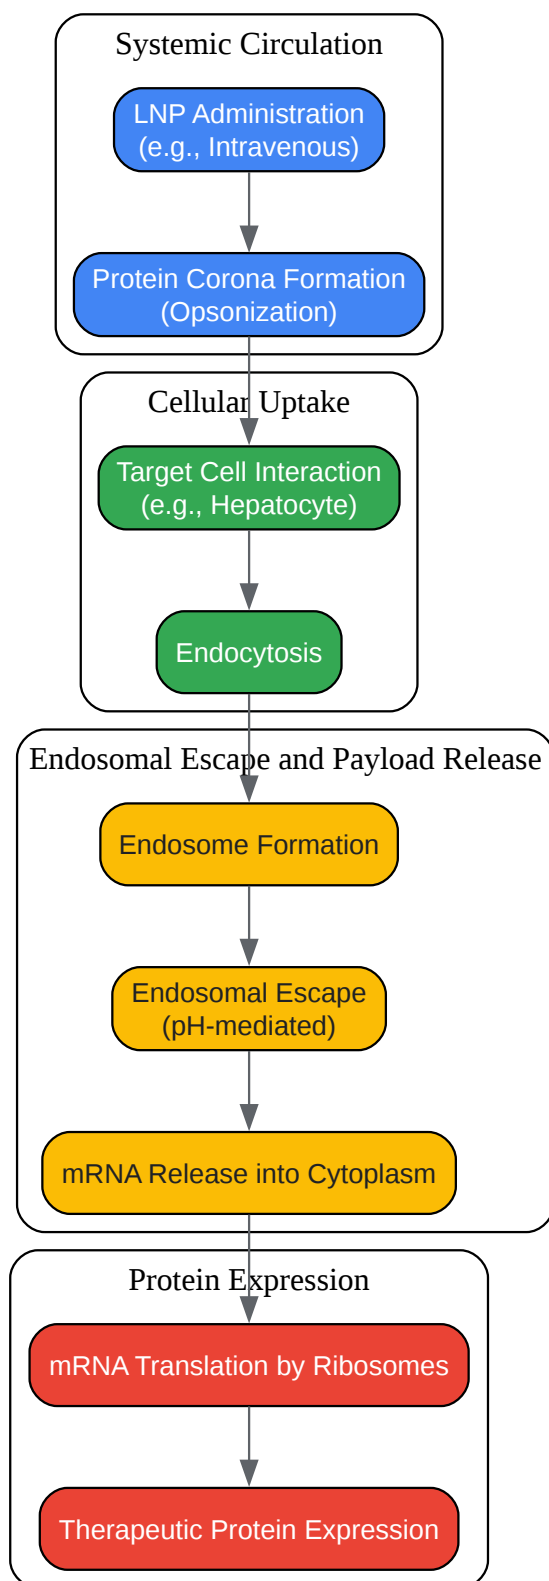 Systemic Circulation
LNP Administration
(e.g., Intravenous)
Protein Corona Formation
(Opsonization)
Cellular Uptake
Target Cell Interaction
(e.g., Hepatocyte)
Endocytosis
Endosomal Escape and Payload Release
Endosome Formation
Endosomal Escape
(pH-mediated)
mRNA Release into Cytoplasm
Protein Expression
mRNA Translation by Ribosomes
Therapeutic Protein Expression